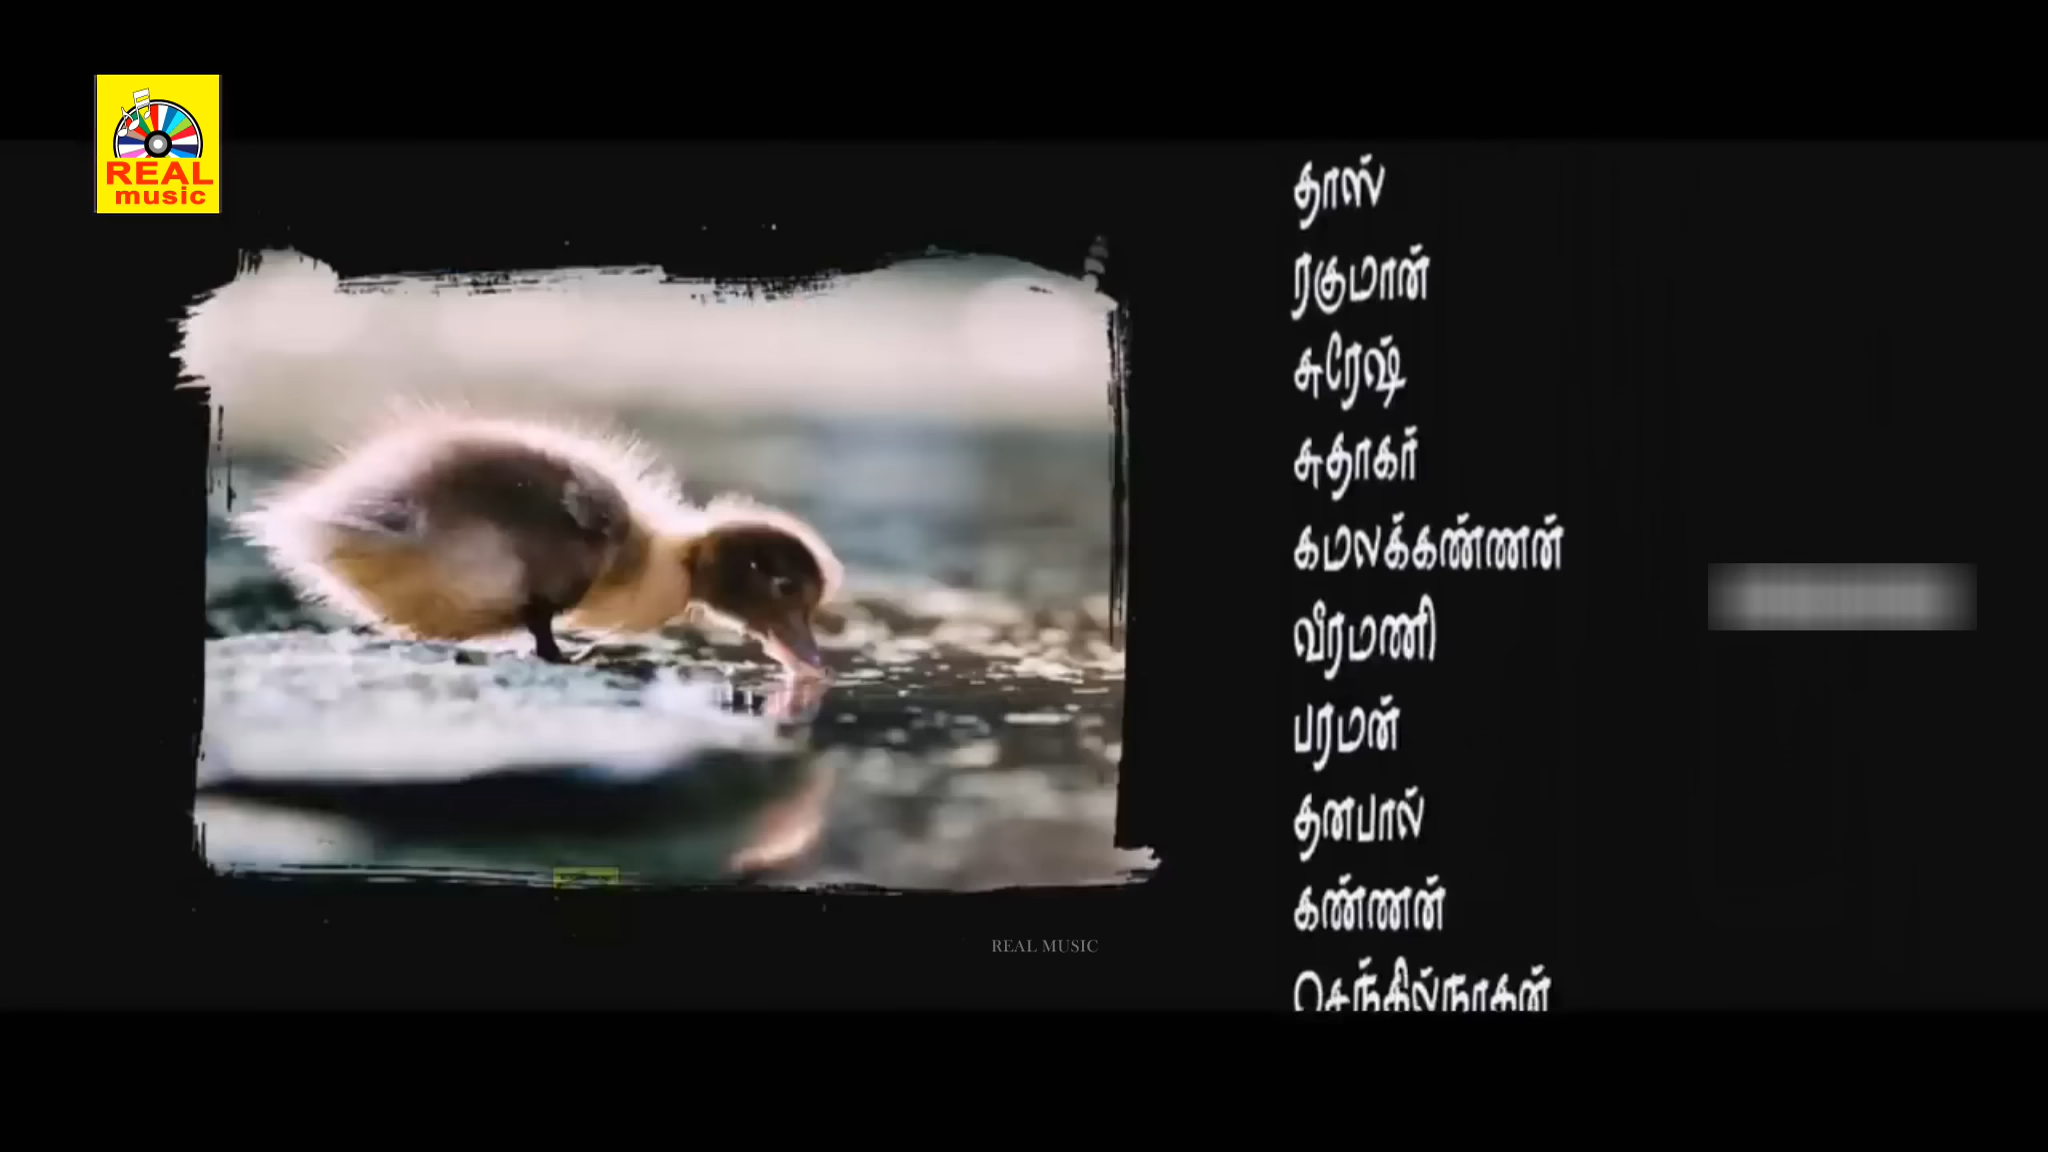 REAL
music
தாஸ்
ரகுமான்
சுரேஷ்
சுதாகர்
கமலக்கண்ணன்
வீரமணி
பரமன்
தனபால்
கண்ணன்
REAL MUSIC